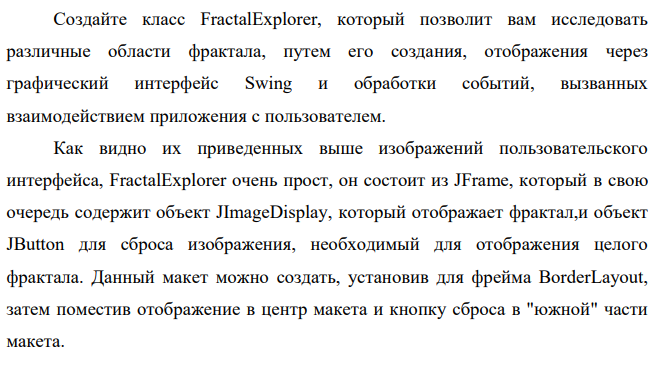 Создайте класс FractalExplorer, который позволит вам исследовать
различные области фрактала, путем его создания, отображения через
графический интерфейс Swing и обработки событий, вызванных
взаимодействием приложения с пользователем.
Как видно их приведенных выше изображений пользовательского
интерфейса, FractalExplorer очень прост, он состоит из JFrame, который в свою
очередь содержит объект JImageDisplay, который отображает фрактал,и объект
JButton для сброса изображения, необходимый для отображения целого
фрактала. Данный макет можно создать, установив для фрейма BorderLayout,
затем поместив отображение в центр макета и кнопку сброса в "южной" части
макета.